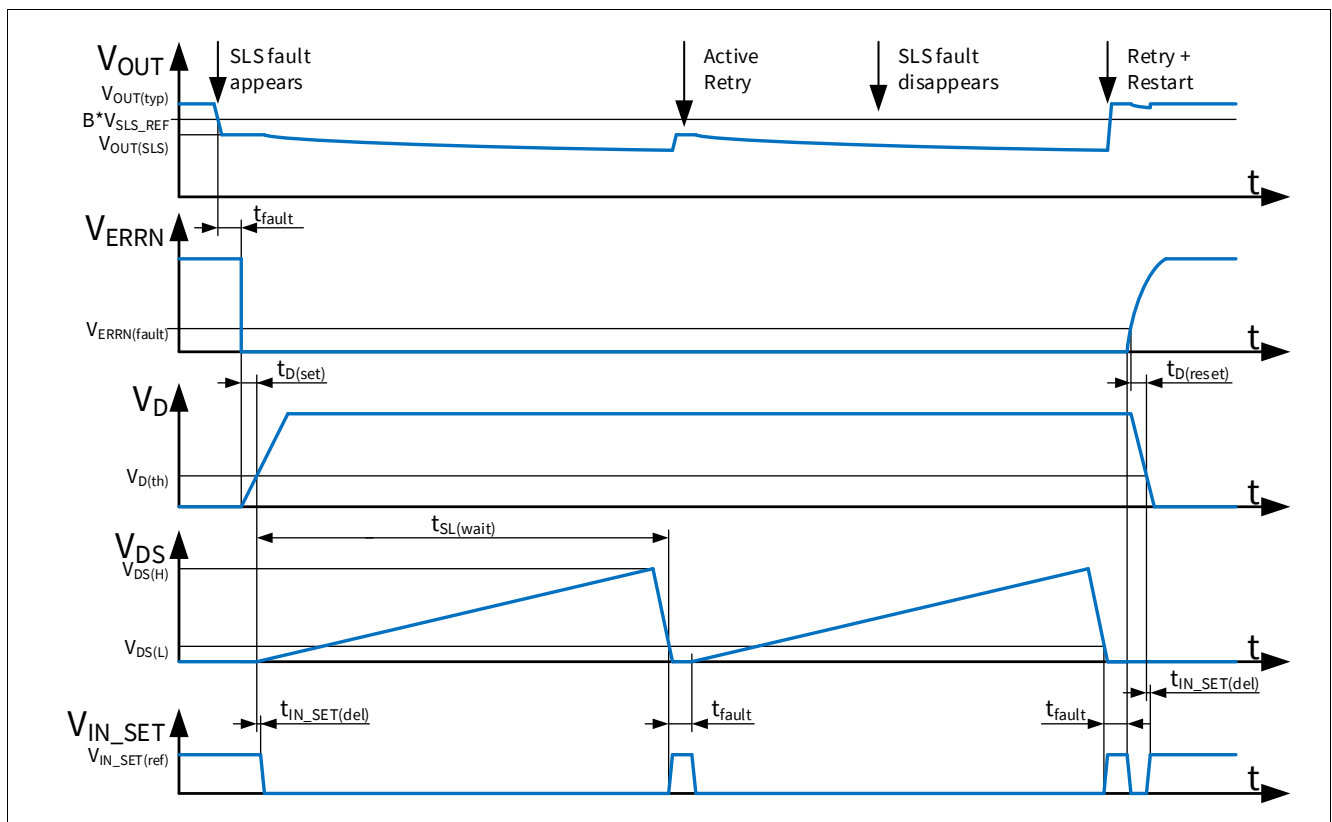 SLS fault
appears
Active
Retry
SLS fault
disappears
Retry +
Restart
VOUT
VOUT(typ)
B*VSLS_REF
VOUT(SLS)
t
tfault
VERRN
VERRN(fault)
t
tD(set)
tD(reset)
VD
VD(th)
t
tSL(wait)
VDS
VDS(H)
VDS(L)
t
tIN_SET(del)
tfault
tfault
tIN_SET(del)
VIN_SET
VIN_SET(ref)
t